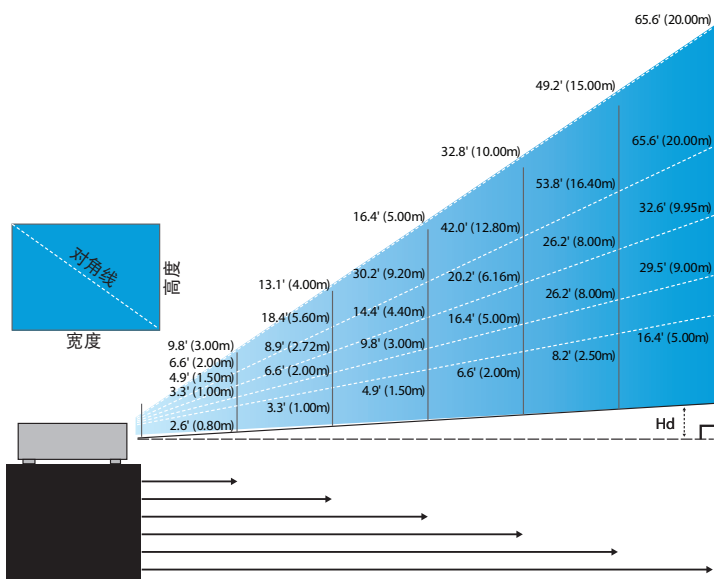 65.6' (20.00m)
49.2' (15.00m)
65.6' (20.00m)
32.8' (10.00m)
53.8' (16.40m)
32.6' (9.95m)
16.4' (5.00m)
42.0' (12.80m)
26.2' (8.00m)
29.5' (9.00m)
13.1' (4.00m)
30.2' (9.20m)
20.2' (6.16m)
26.2' (8.00m)
18.4'(5.60m)
14.4' (4.40m)
16.4' (5.00m)
16.4' (5.00m)
9.8' (3.00m)
8.9' (2.72m)
9.8' (3.00m)
8.2' (2.50m)
6.6' (2.00m)
6.6' (2.00m)
6.6' (2.00m)
4.9' (1.50m)
4.9' (1.50m)
3.3' (1.00m)
3.3' (1.00m)
2.6' (0.80m)
对角线
高度
宽度
Hd